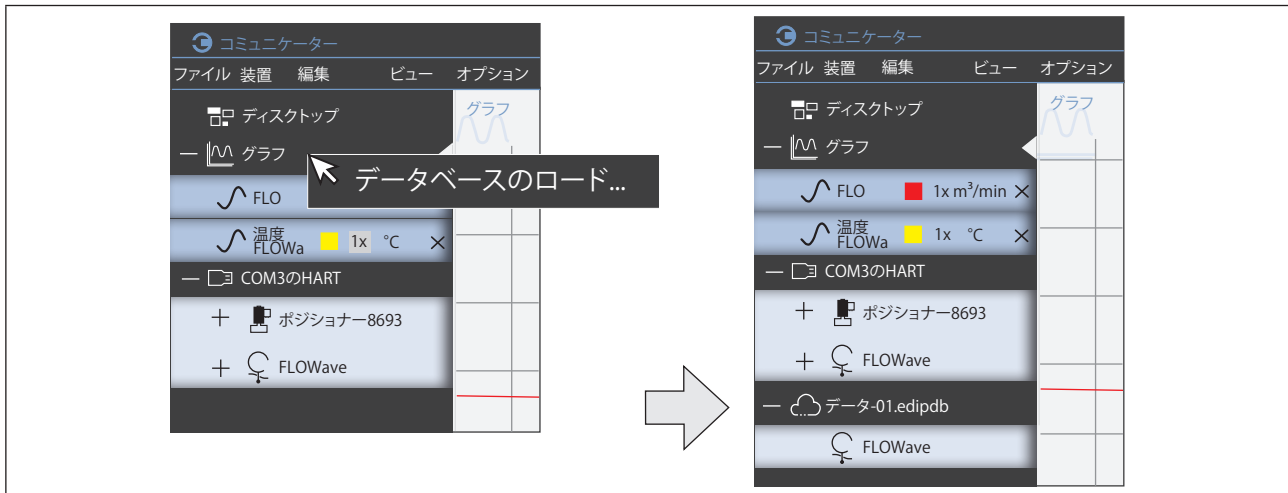 コミュニケーター
ファイル 装置 編集 ビュー オプション
ディスクトップ
グラフ
グラフ
データベースのロード...
FLO
温度
FLOWa 1x °C ×
COM3のHART
ポジショナー8693
FLOWave
コミュニケーター
ファイル 装置 編集 ビュー オプション
ディスクトップ
グラフ
グラフ
FLO 1x m³/min ×
温度
FLOWa 1x °C ×
COM3のHART
ポジショナー8693
FLOWave
データ-01.edipdb
FLOWave